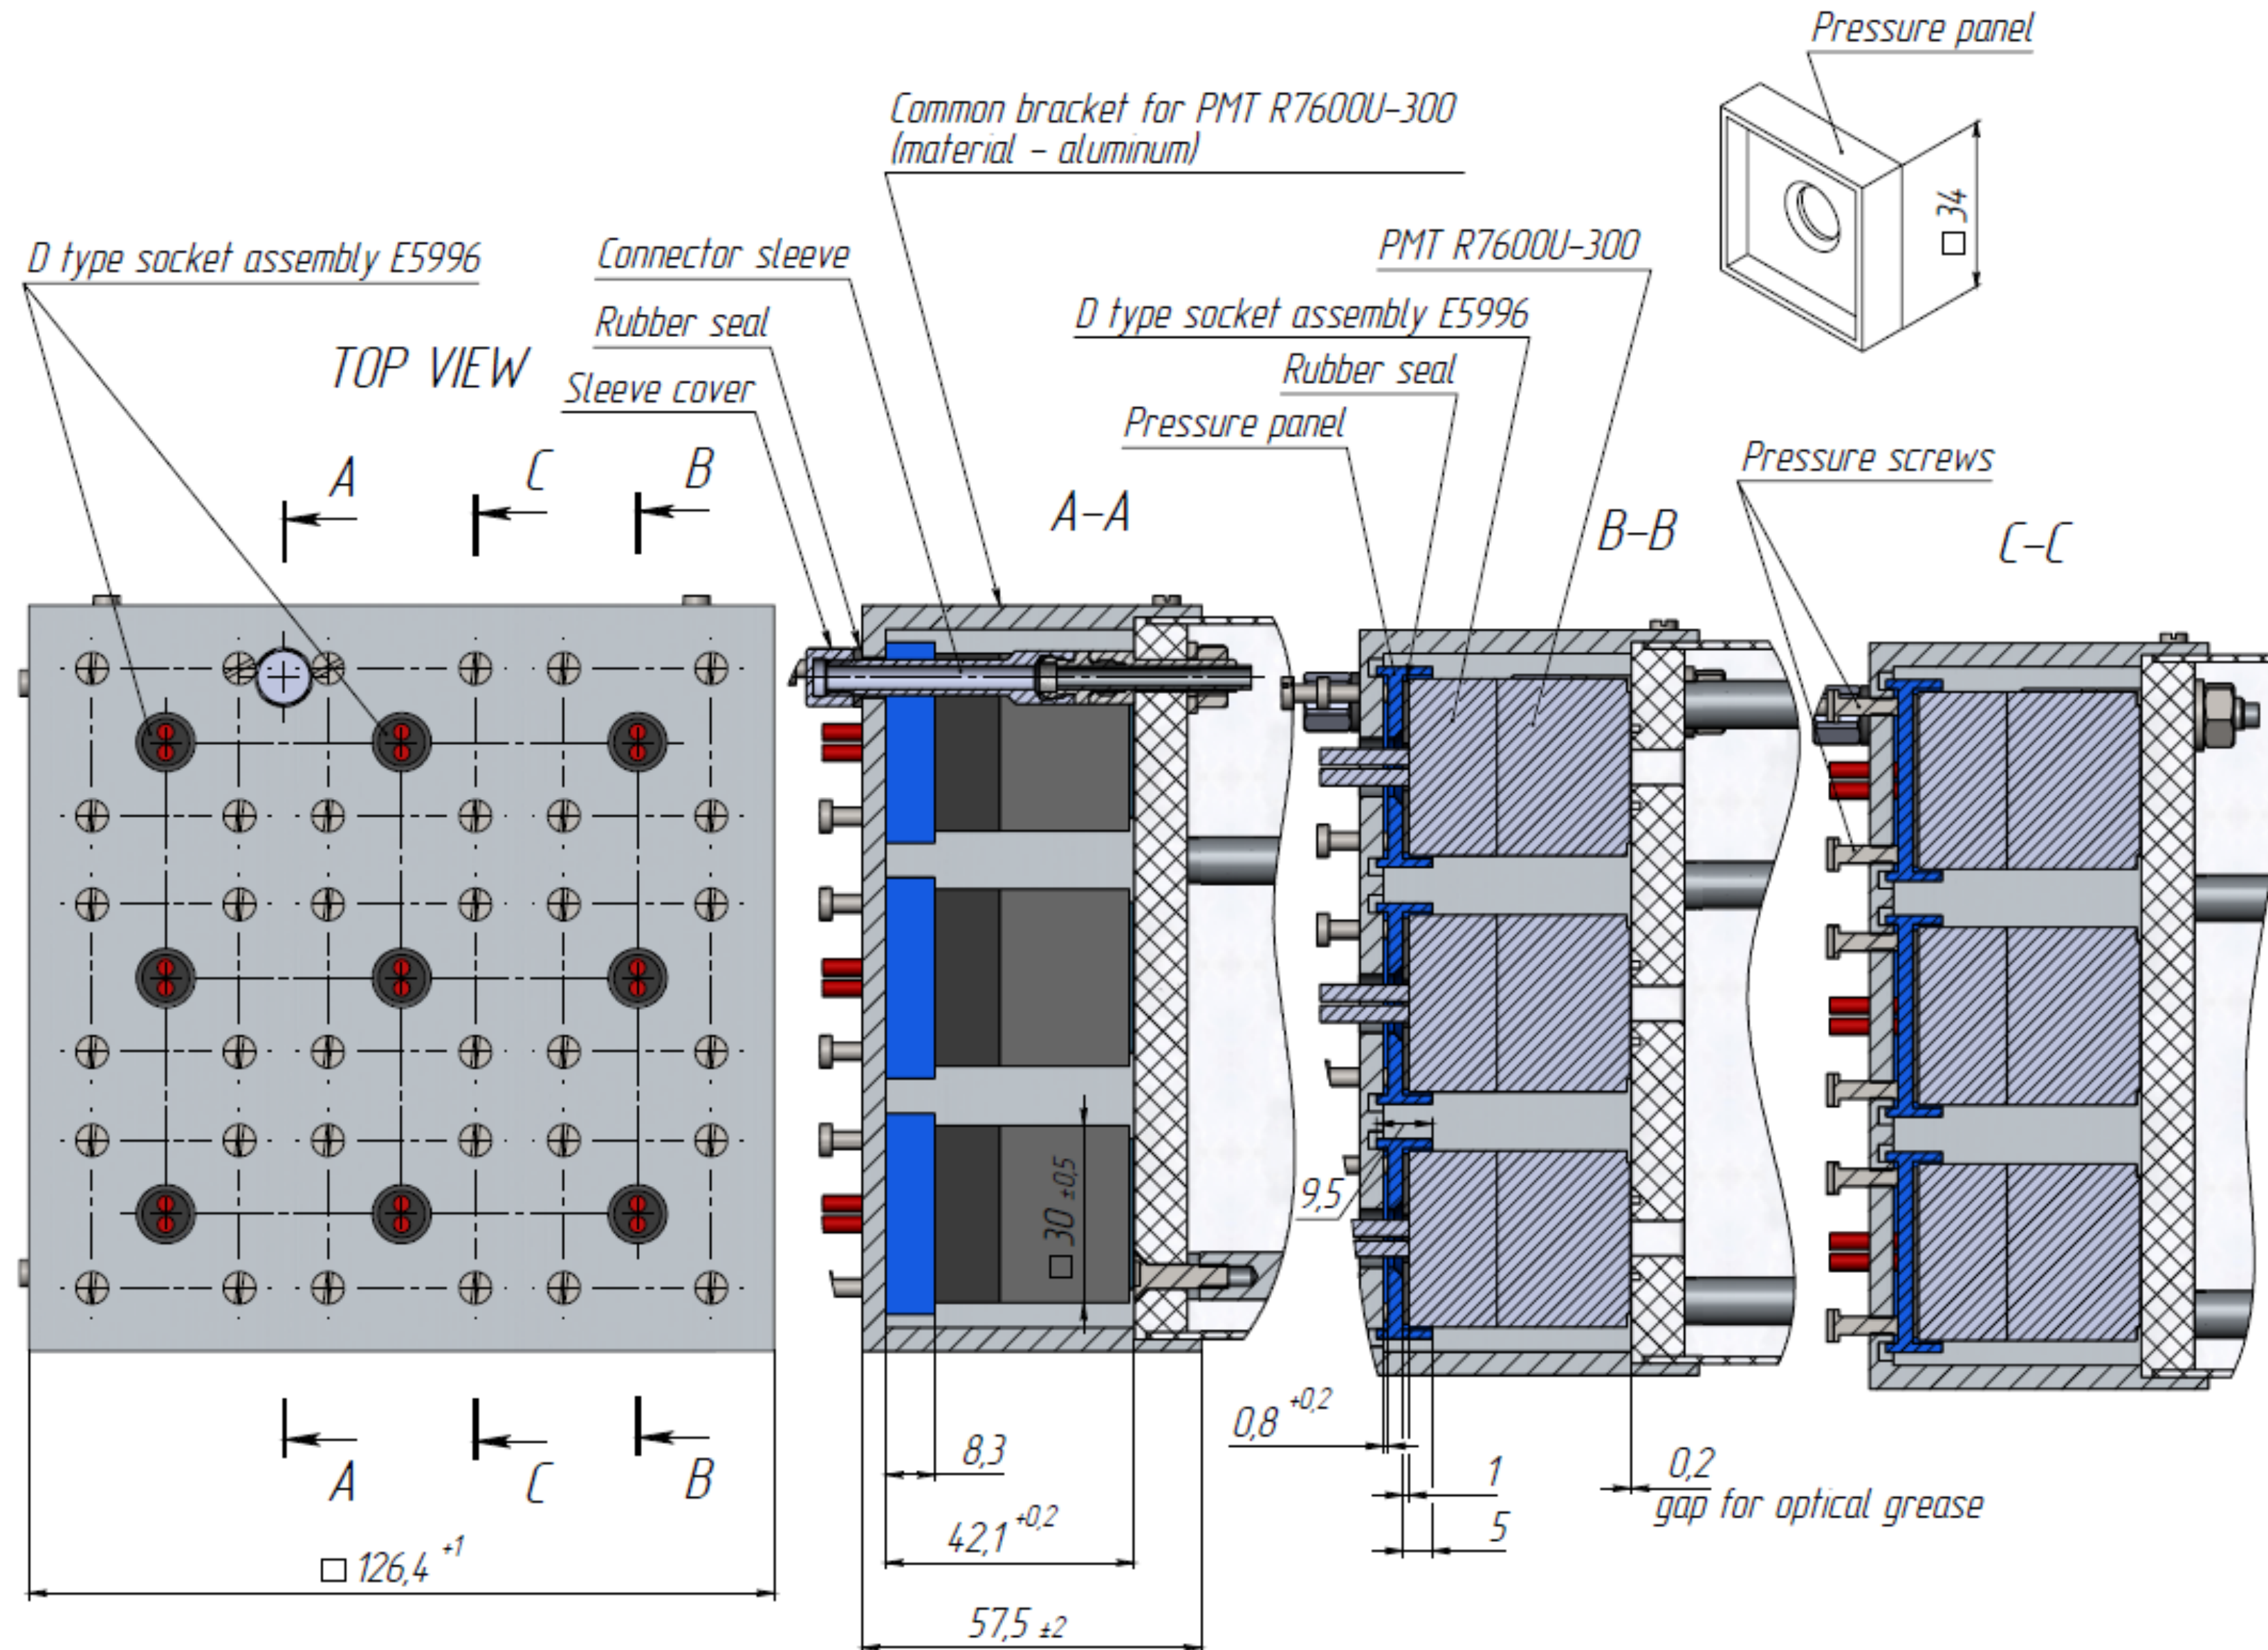 Pressure panel
Common bracket for PMT R7600U-300
(material - aluminum)
□ 34
D type socket assembly E5996
Connector sleeve
PMT R7600U-300
Rubber seal
D type socket assembly E5996
TOP VIEW
Sleeve cover
Rubber seal
Pressure panel
Pressure screws
A C B
A-A
B-B
C-C
□ 30 ±0,5
9,5
0,8 +0,2
8,3
1
0,2
gap for optical grease
A C B
42,1 +0,2
5
□ 126,4 +1
57,5 ±2